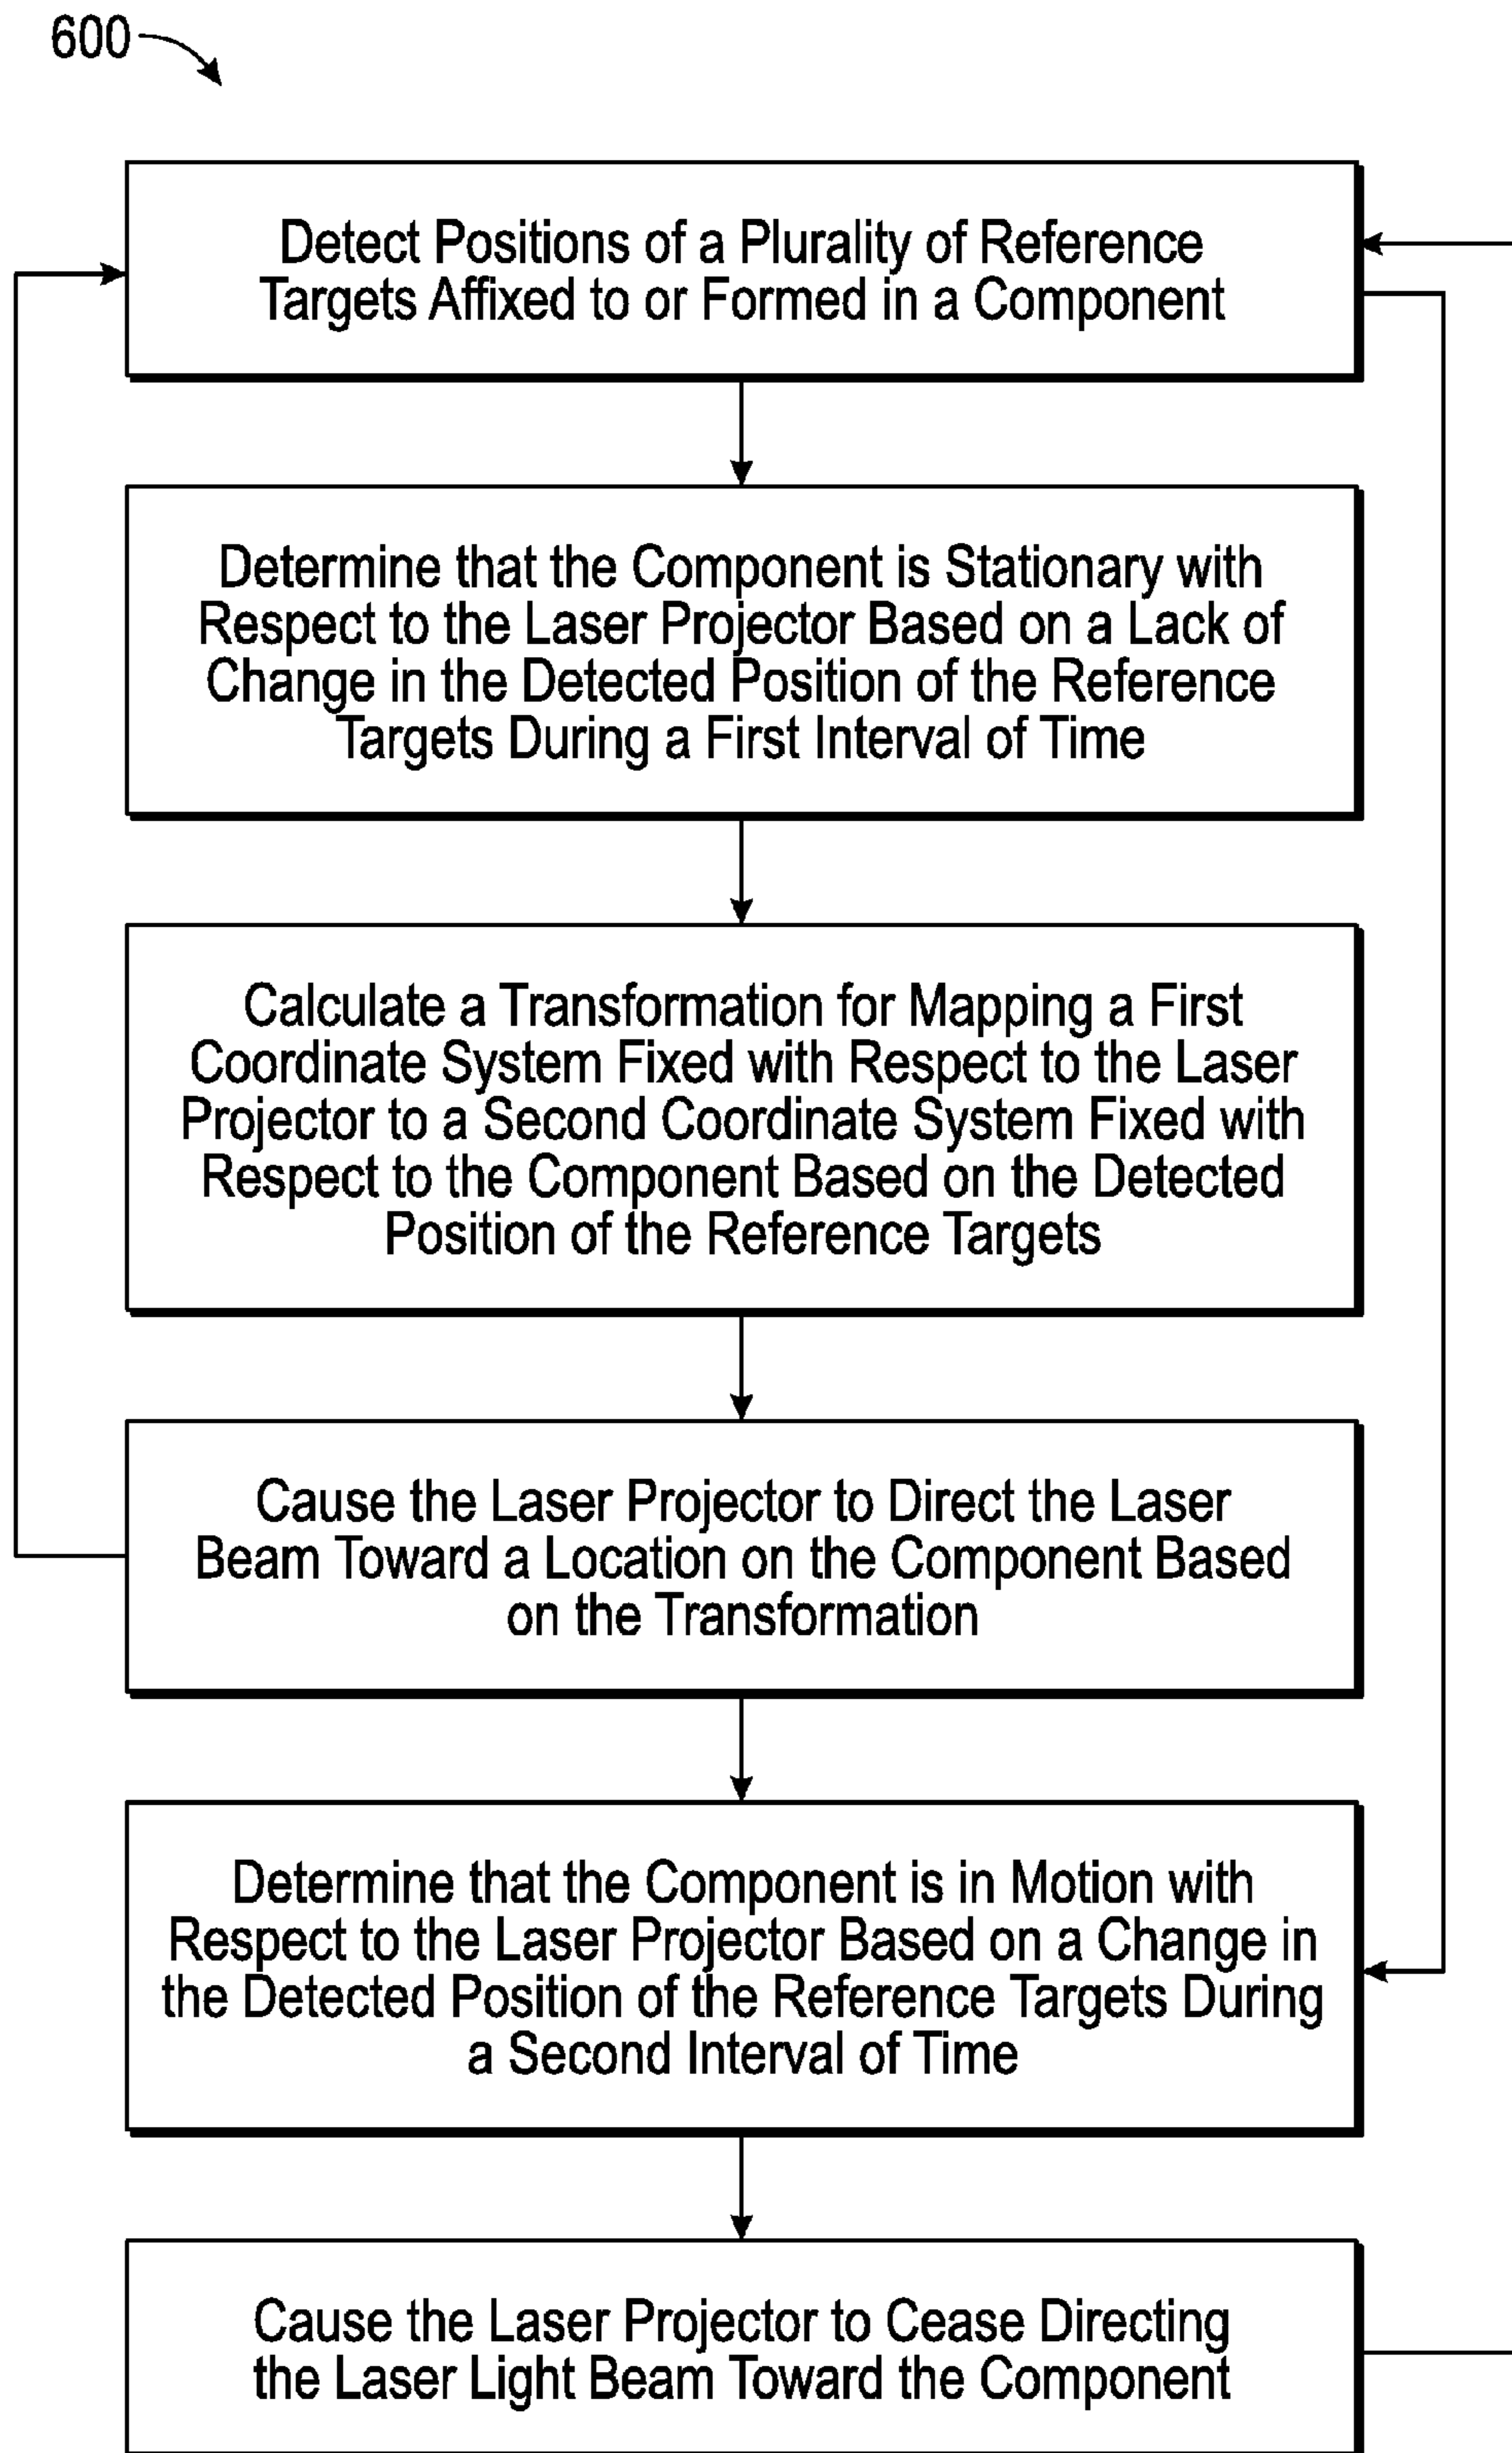 600
Detect Positions of a Plurality of Reference
Targets Affixed to or Formed in a Component
Determine that the Component is Stationary with
Respect to the Laser Projector Based on a Lack of
Change in the Detected Position of the Reference
Targets During a First Interval of Time
Calculate a Transformation for Mapping a First
Coordinate System Fixed with Respect to the Laser
Projector to a Second Coordinate System Fixed with
Respect to the Component Based on the Detected
Position of the Reference Targets
Cause the Laser Projector to Direct the Laser
Beam Toward a Location on the Component Based
on the Transformation
Determine that the Component is in Motion with
Respect to the Laser Projector Based on a Change in
the Detected Position of the Reference Targets During
a Second Interval of Time
Cause the Laser Projector to Cease Directing
the Laser Light Beam Toward the Component